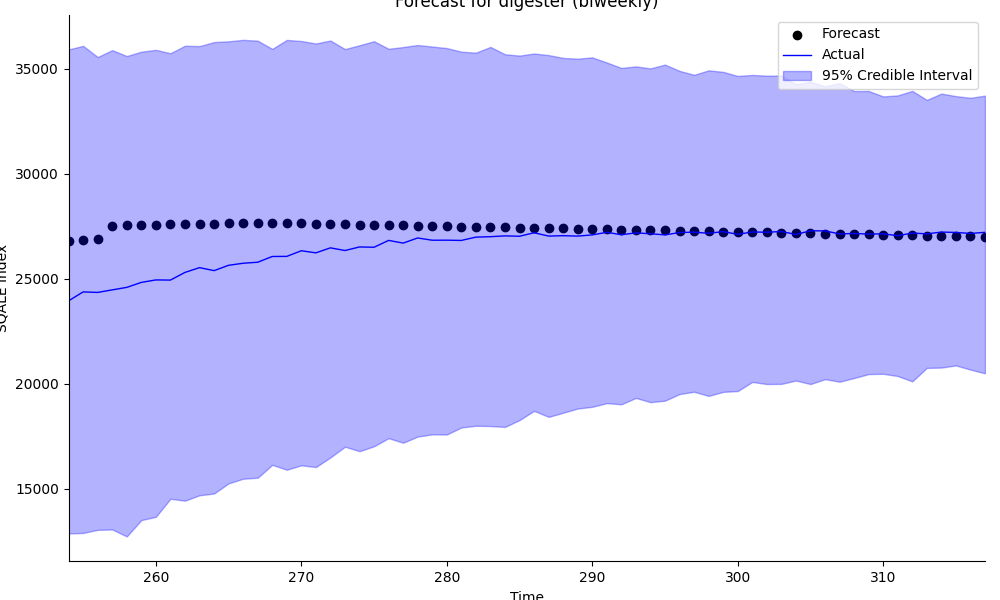 Forecast for digester (biweekly)
Forecast
Actual
95% Credible Interval
35000
30000
25000
20000
15000
SQALE Index
260
270
280
290
300
310
Time